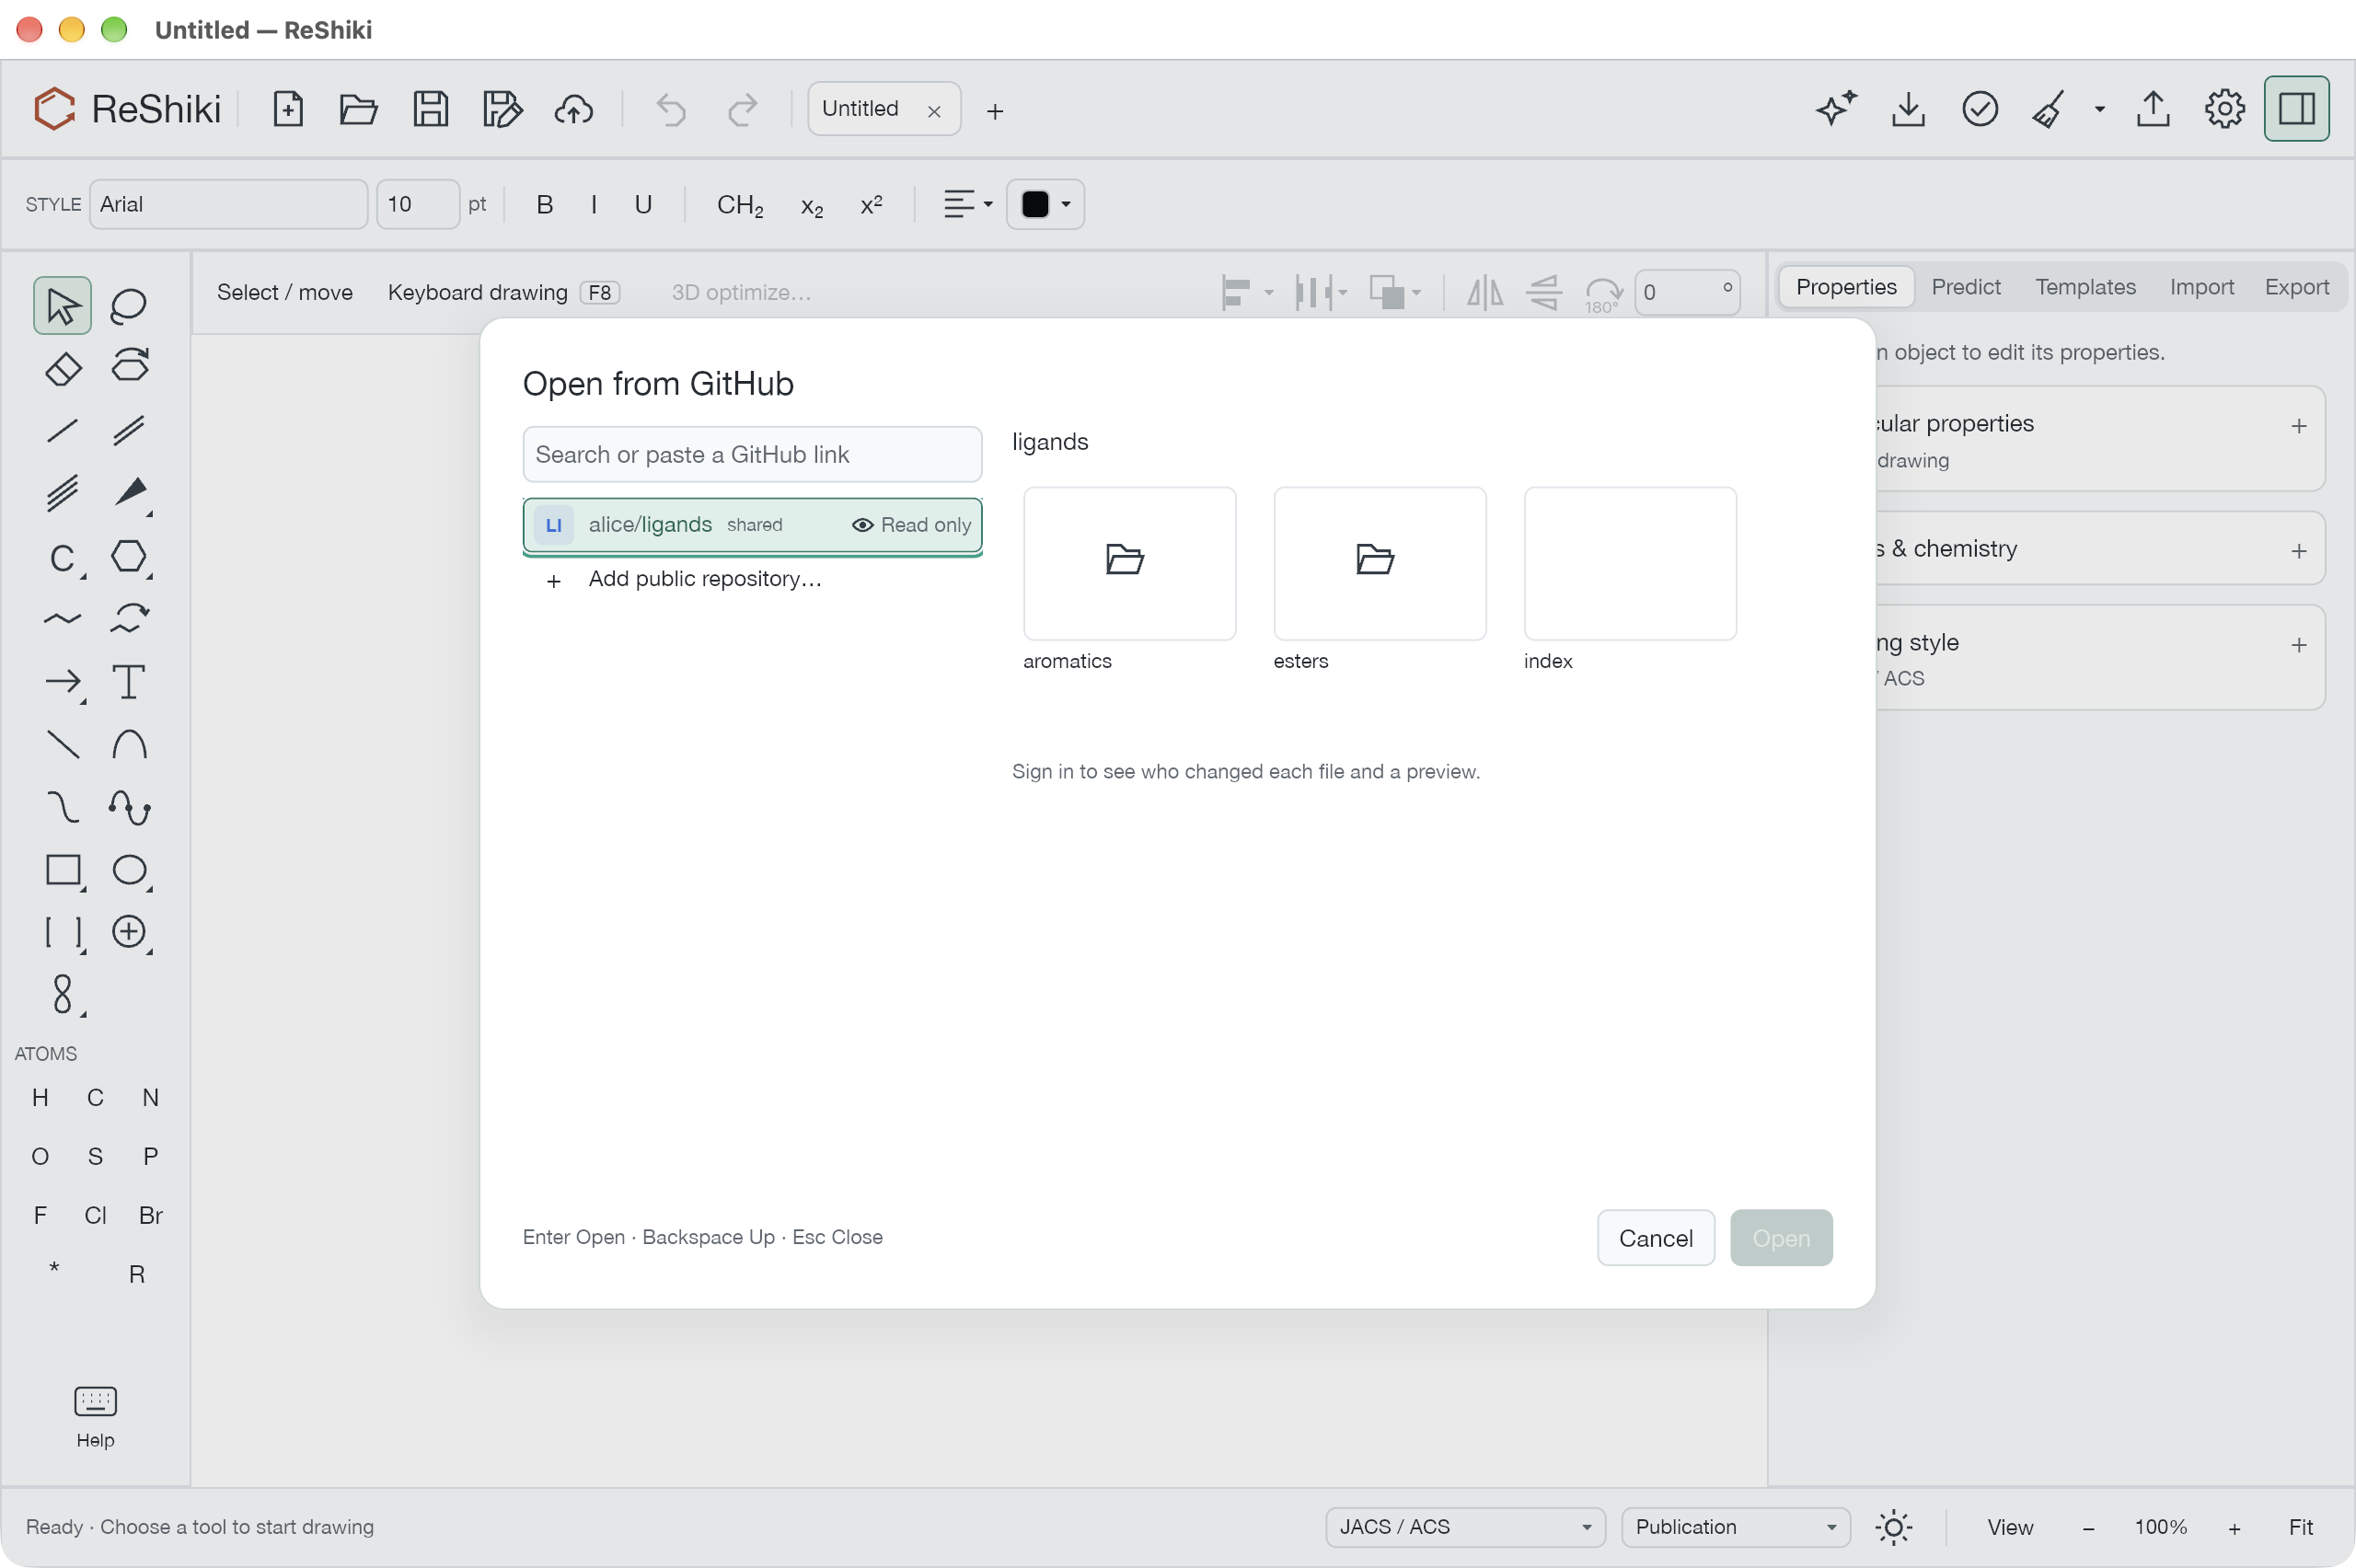 Untitled — ReShiki
ReShiki
Untitled
STYLE Arial 10 pt B I U CH₂ x₂ x²
Select / move Keyboard drawing F8 3D optimize... 180° 0 °
Properties Predict Templates Import Export
n object to edit its properties.
cular properties
drawing
s & chemistry
ng style
ACS
Open from GitHub
Search or paste a GitHub link
LI alice/ligands shared Read only
+ Add public repository...
ligands
aromatics esters index
Sign in to see who changed each file and a preview.
Enter Open · Backspace Up · Esc Close
Cancel Open
C
T
ATOMS
H C N
O S P
F Cl Br
* R
Help
Ready · Choose a tool to start drawing
JACS / ACS Publication View – 100% + Fit